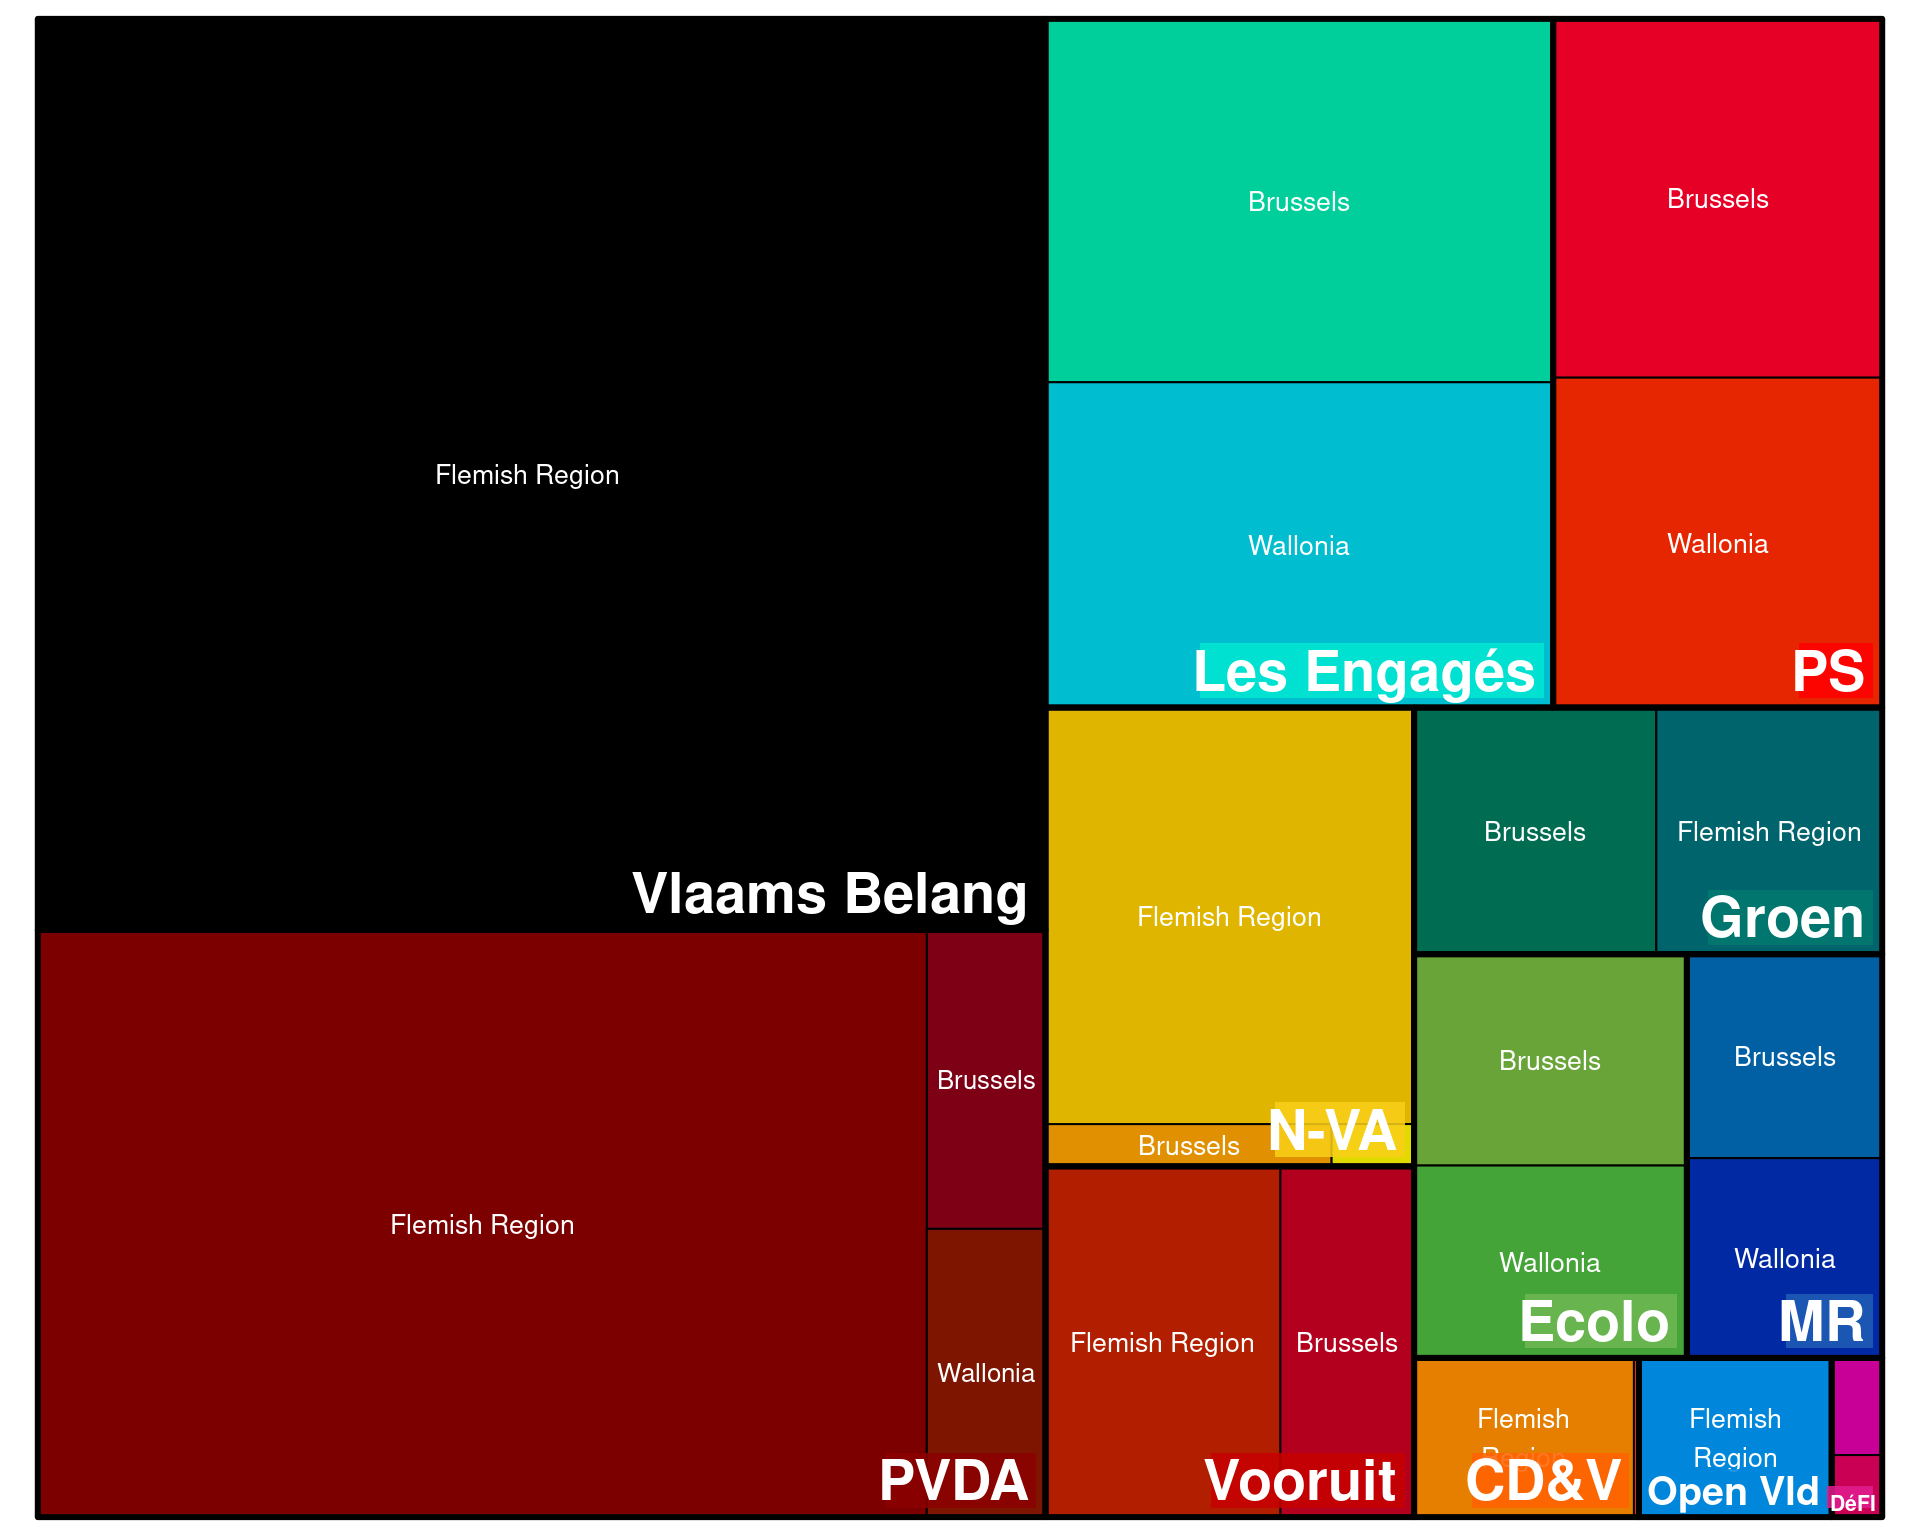 Flemish Region
Vlaams Belang
Flemish Region
Brussels
Wallonia
PVDA
Brussels
Wallonia
Les Engagés
Brussels
Wallonia
PS
Flemish Region
Brussels
N-VA
Flemish Region
Brussels
Vooruit
Brussels
Flemish Region
Groen
Brussels
Wallonia
Ecolo
Brussels
Wallonia
MR
Flemish
Region
CD&V
Flemish
Region
Open Vld
DéFI